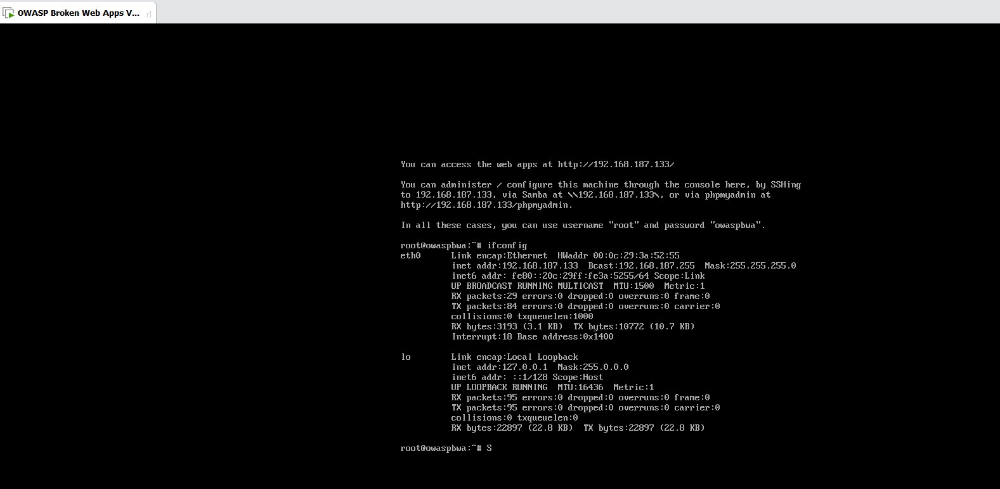 OWASP Broken Web Apps V...
You can access the web apps at http://192.168.187.133/
You can administer / configure this machine through the console here, by SSHing
to 192.168.187.133, via Samba at \\192.168.187.133\, or via phpmyadmin at
http://192.168.187.133/phpmyadmin.
In all these cases, you can use username "root" and password "owaspbwa".
root@owaspbwa:~# ifconfig
eth0 Link encap:Ethernet HWaddr 00:0c:29:3a:52:55
inet addr:192.168.187.133 Bcast:192.168.187.255 Mask:255.255.255.0
inet6 addr: fe80::20c:29ff:fe3a:5255/64 Scope:Link
UP BROADCAST RUNNING MULTICAST MTU:1500 Metric:1
RX packets:29 errors:0 dropped:0 overruns:0 frame:0
TX packets:84 errors:0 dropped:0 overruns:0 carrier:0
collisions:0 txqueuelen:1000
RX bytes:3193 (3.1 KB) TX bytes:10772 (10.7 KB)
Interrupt:18 Base address:0x1400
lo Link encap:Local Loopback
inet addr:127.0.0.1 Mask:255.0.0.0
inet6 addr: ::1/128 Scope:Host
UP LOOPBACK RUNNING MTU:16436 Metric:1
RX packets:95 errors:0 dropped:0 overruns:0 frame:0
TX packets:95 errors:0 dropped:0 overruns:0 carrier:0
collisions:0 txqueuelen:0
RX bytes:22897 (22.8 KB) TX bytes:22897 (22.8 KB)
root@owaspbwa:~# S